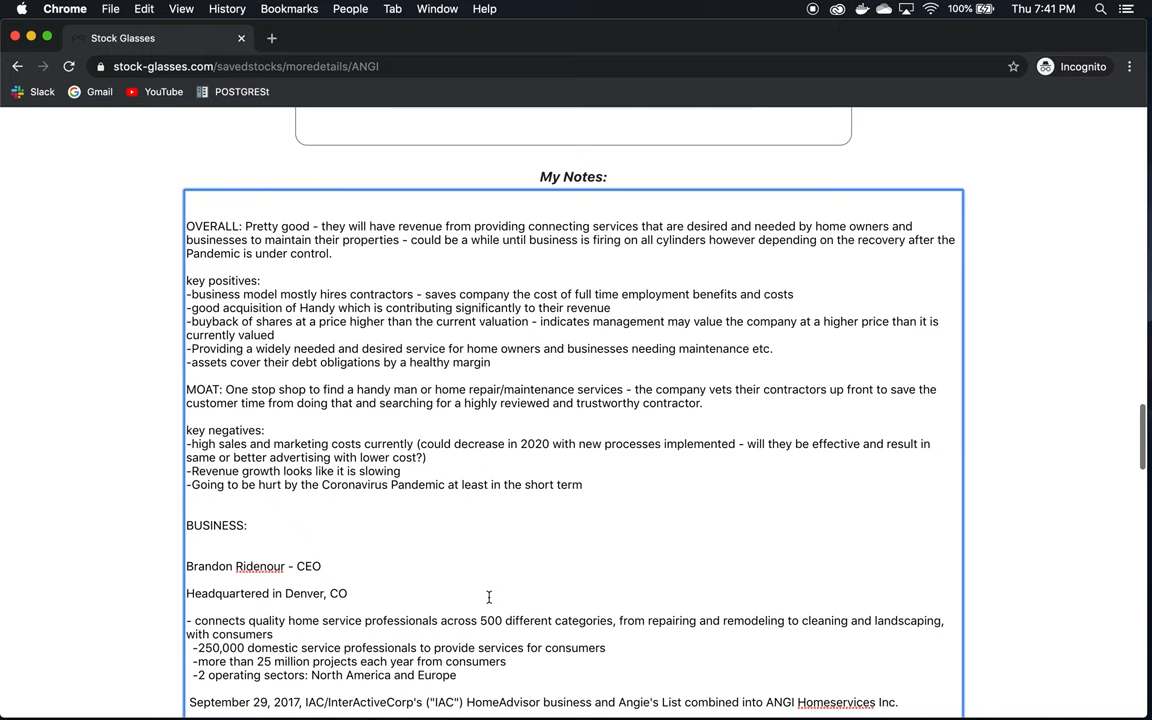 Chrome File Edit View History Bookmarks People Tab Window Help 100% Thu 7:41 PM
Stock Glasses
stock-glasses.com/savedstocks/moredetails/ANGI Incognito
Slack Gmail YouTube POSTGRESt
My Notes:
OVERALL: Pretty good - they will have revenue from providing connecting services that are desired and needed by home owners and
businesses to maintain their properties - could be a while until business is firing on all cylinders however depending on the recovery after the
Pandemic is under control.
key positives:
-business model mostly hires contractors - saves company the cost of full time employment benefits and costs
-good acquisition of Handy which is contributing significantly to their revenue
-buyback of shares at a price higher than the current valuation - indicates management may value the company at a higher price than it is
currently valued
-Providing a widely needed and desired service for home owners and businesses needing maintenance etc.
-assets cover their debt obligations by a healthy margin
MOAT: One stop shop to find a handy man or home repair/maintenance services - the company vets their contractors up front to save the
customer time from doing that and searching for a highly reviewed and trustworthy contractor.
key negatives:
-high sales and marketing costs currently (could decrease in 2020 with new processes implemented - will they be effective and result in
same or better advertising with lower cost?)
-Revenue growth looks like it is slowing
-Going to be hurt by the Coronavirus Pandemic at least in the short term
BUSINESS:
Brandon Ridenour - CEO
Headquartered in Denver, CO
- connects quality home service professionals across 500 different categories, from repairing and remodeling to cleaning and landscaping,
with consumers
-250,000 domestic service professionals to provide services for consumers
-more than 25 million projects each year from consumers
-2 operating sectors: North America and Europe
September 29, 2017, IAC/InterActiveCorp's ("IAC") HomeAdvisor business and Angie's List combined into ANGI Homeservices Inc.